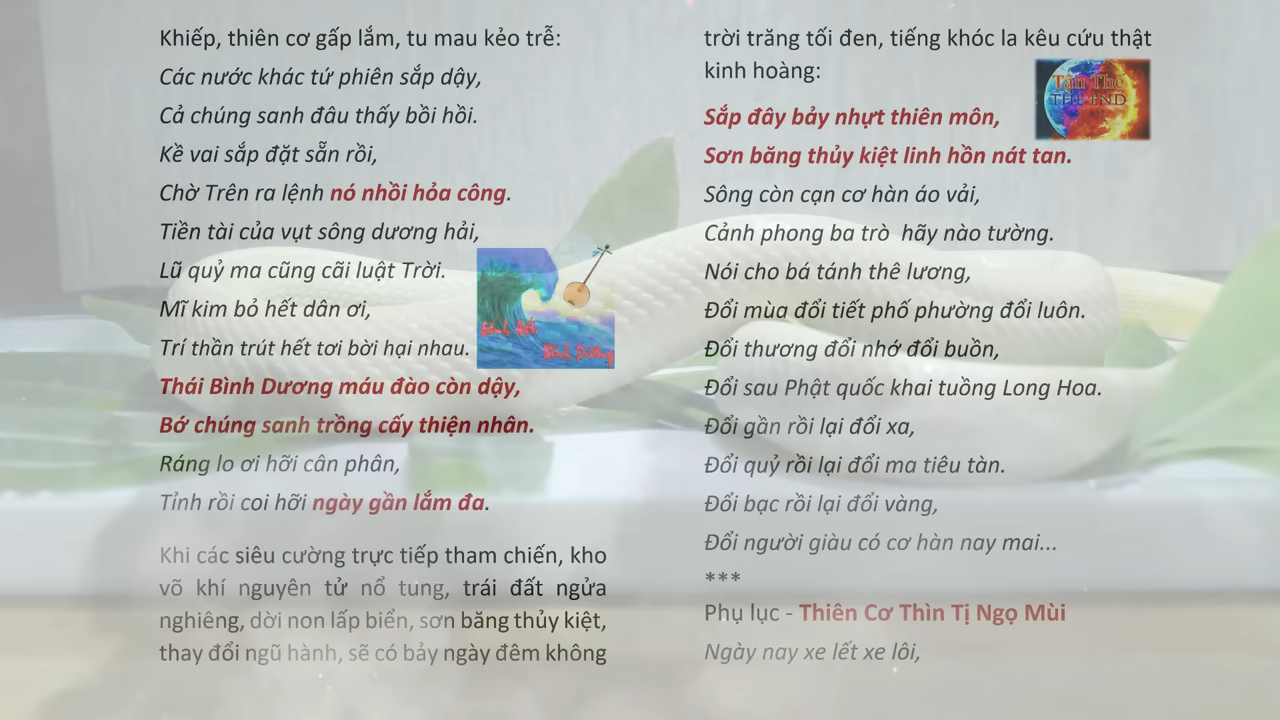 Khiếp, thiên cơ gấp lắm, tu mau kẻo trễ:
Các nước khác tứ phiên sắp dậy,
Cả chúng sanh đâu thấy bồi hồi.
Kề vai sắp đặt sẵn rồi,
Chờ Trên ra lệnh nó nhồi hỏa công.
Tiền tài của vụt sông dương hải,
Lũ quỷ ma cũng cãi luật Trời.
Mĩ kim bỏ hết dân ơi,
Trí thần trút hết tơi bời hại nhau.
Thái Bình Dương máu đào còn dậy,
Bớ chúng sanh trồng cấy thiện nhân.
Ráng lo ơi hỡi cân phân,
Tỉnh rồi coi hỡi ngày gần lắm đa.
Bình Dương
Khi các siêu cường trực tiếp tham chiến, kho
võ khí nguyên tử nổ tung, trái đất ngửa
nghiêng, dời non lấp biển, sơn băng thủy kiệt,
thay đổi ngũ hành, sẽ có bảy ngày đêm không
trời trăng tối đen, tiếng khóc la kêu cứu thật
kinh hoàng:
Tận Thế
THE END
Sắp đây bảy nhựt thiên môn,
Sơn băng thủy kiệt linh hồn nát tan.
Sông còn cạn cơ hàn áo vải,
Cảnh phong ba trò hãy nào tường.
Nói cho bá tánh thê lương,
Đổi mùa đổi tiết phố phường đổi luôn.
Đổi thương đổi nhớ đổi buồn,
Đổi sau Phật quốc khai tuồng Long Hoa.
Đổi gần rồi lại đổi xa,
Đổi quỷ rồi lại đổi ma tiêu tàn.
Đổi bạc rồi lại đổi vàng,
Đổi người giàu có cơ hàn nay mai...
***
Phụ lục - Thiên Cơ Thìn Tị Ngọ Mùi
Ngày nay xe lết xe lôi,